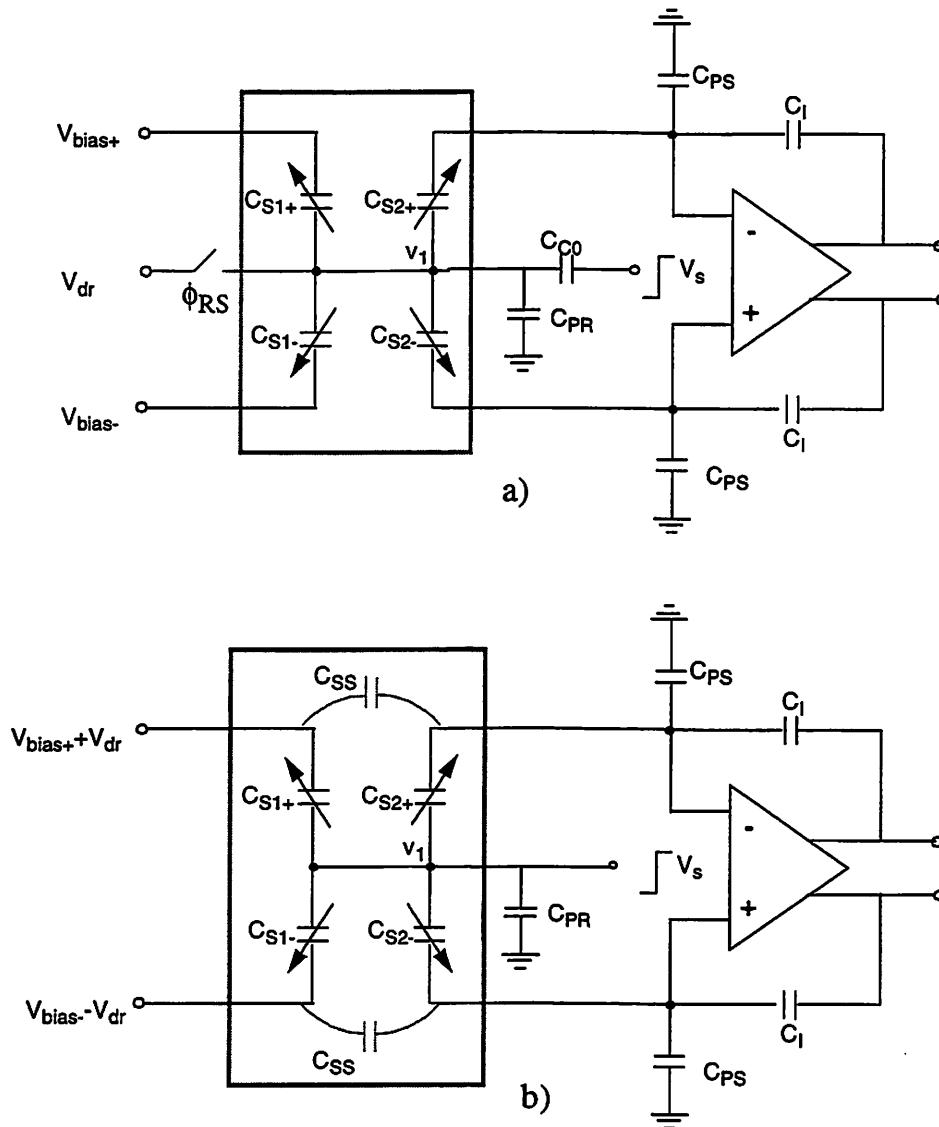 C_PS
C_I
V_bias+
C_S1+
C_S2+
-
V_dr
ϕ_RS
v_1
C_C0
V_s
C_PR
+
C_S1-
C_S2-
V_bias-
C_I
C_PS
a)
C_SS
C_PS
C_I
V_bias++V_dr
C_S1+
C_S2+
-
v_1
V_s
C_PR
+
C_S1-
C_S2-
V_bias--V_dr
C_SS
C_I
C_PS
b)